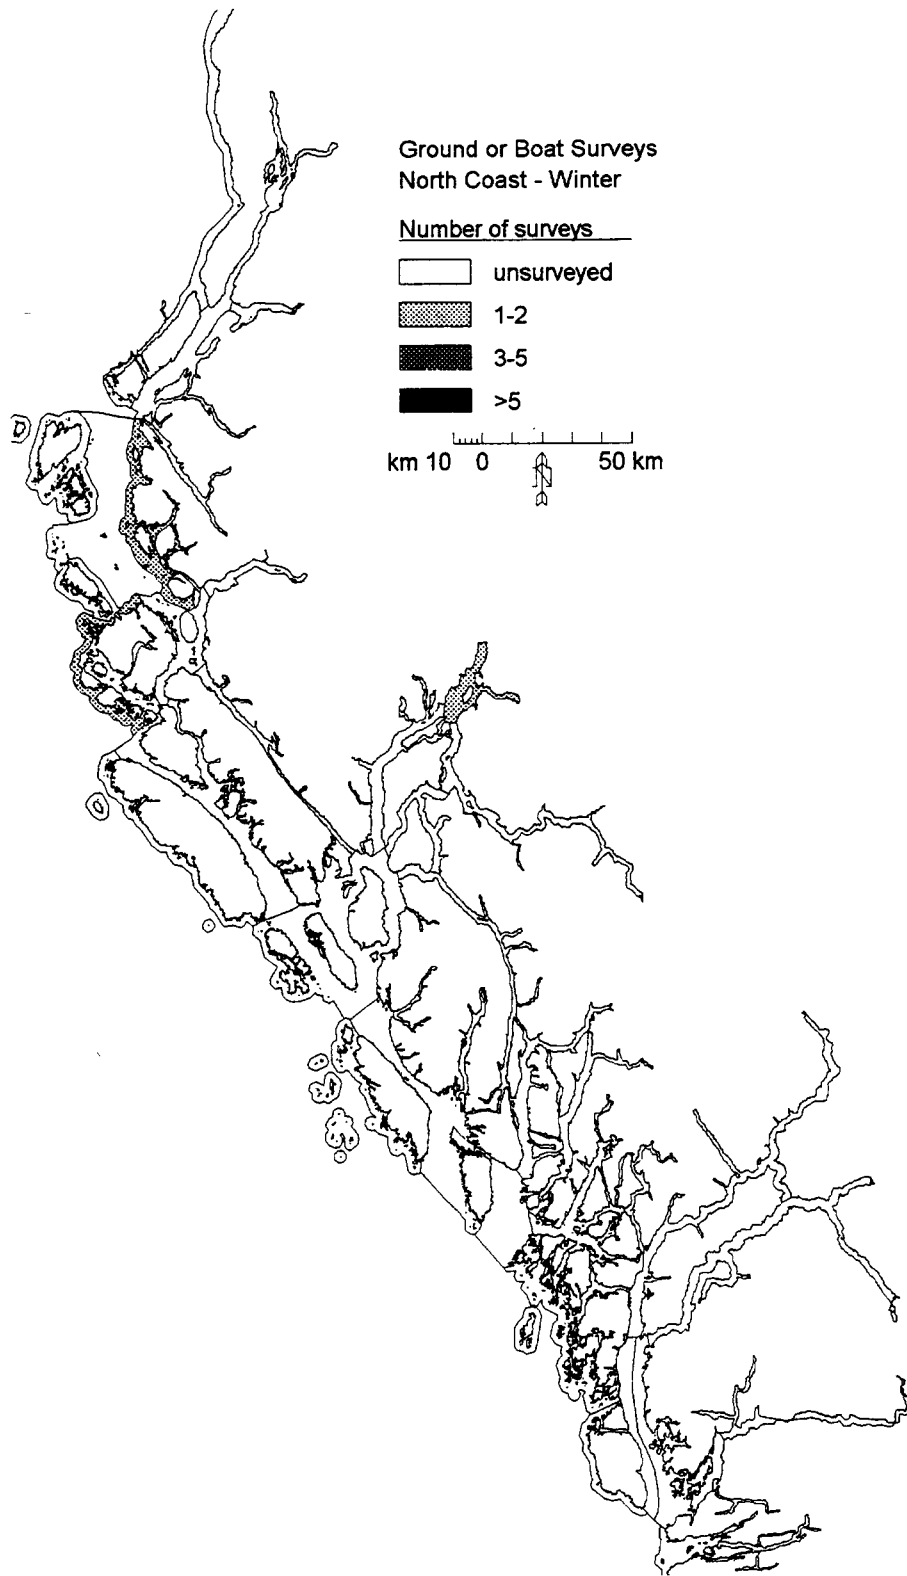 Ground or Boat Surveys
North Coast - Winter
Number of surveys
unsurveyed
1-2
3-5
>5
km 10 0 50 km
N